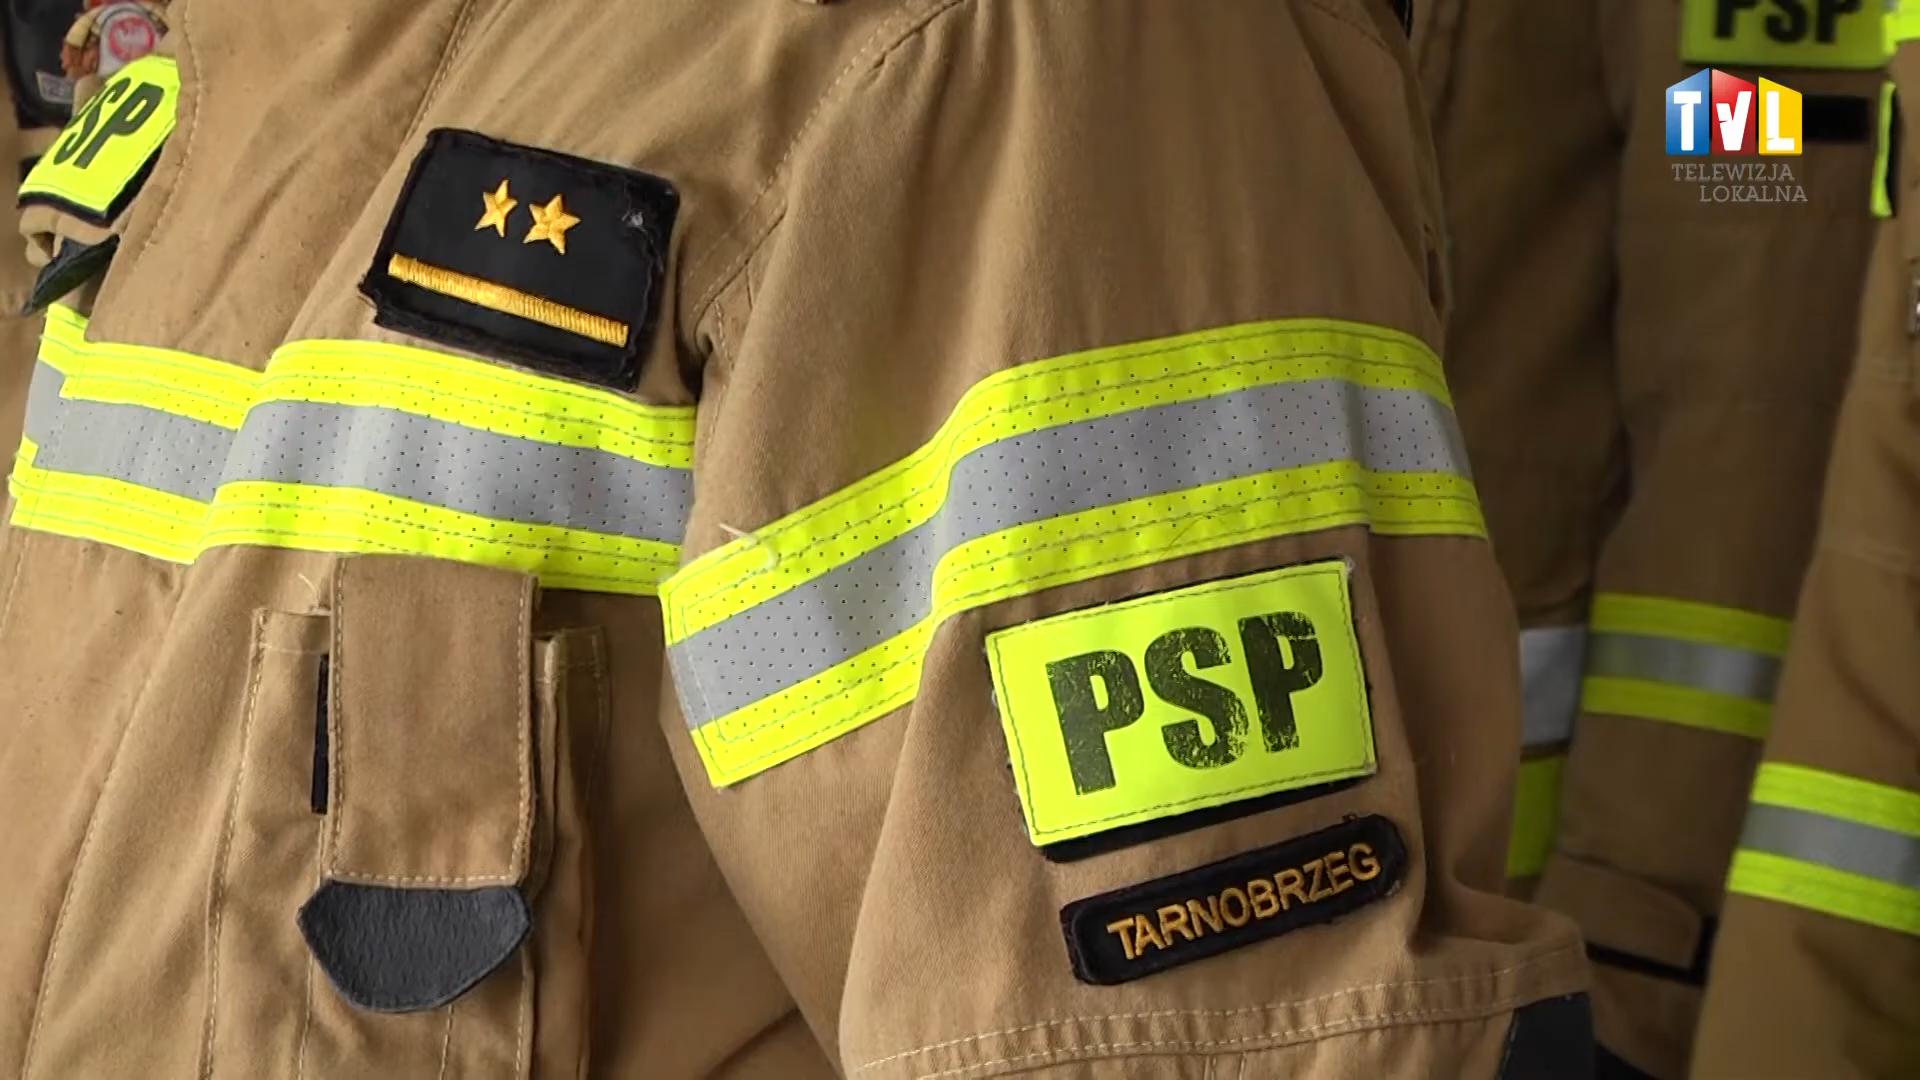 PSP
PSP
TVL
TELEWIZJA
LOKALNA
PSP
TARNOBRZEG